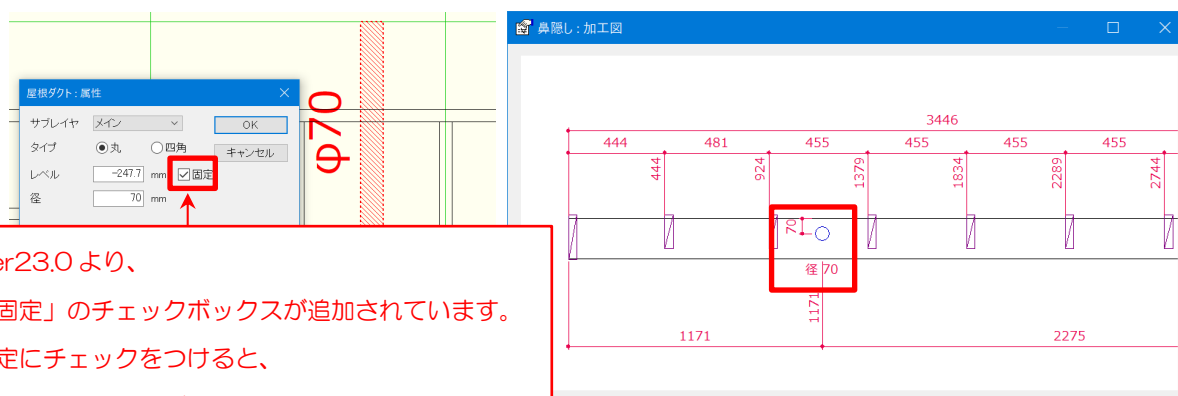 屋根ダクト : 属性
サブレイヤ メイン
OK
タイプ 丸 四角
キャンセル
レベル -247.7 mm 固定
径 70 mm
φ70
er23.0 より、
固定」のチェックボックスが追加されています。
定にチェックをつけると、
鼻隠し : 加工図
3446
444 481 455 455 455 455
444 924 1379 1834 2289 2744
70
径 70
1171
1171 2275